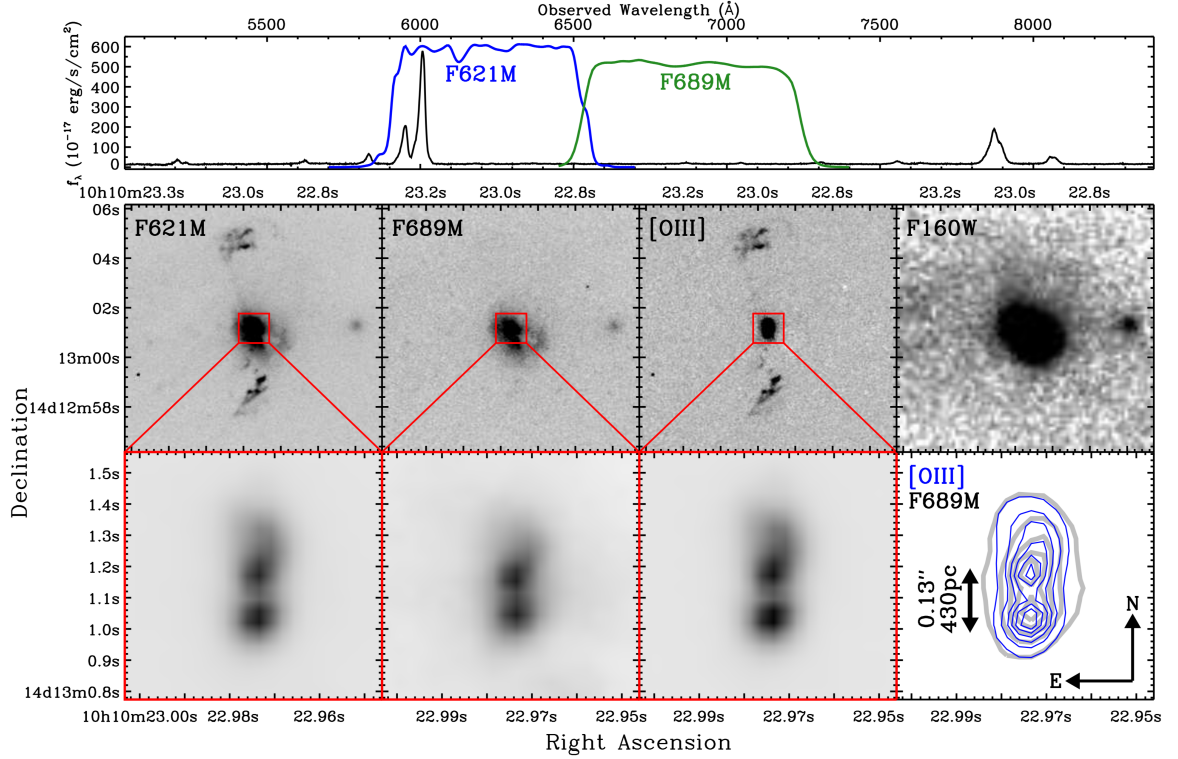 Observed Wavelength (Å)
5500 6000 6500 7000 7500 8000
f_λ (10⁻¹⁷ erg/s/cm²)
600
500
400
300
200
100
0
F621M
F689M
10h10m23.3s 23.0s 22.8s 23.2s 23.0s 22.8s 23.2s 23.0s 22.8s 23.2s 23.0s 22.8s
Declination
06s
04s
02s
13m00s
14d12m58s
F621M
F689M
[OIII]
F160W
1.5s
1.4s
1.3s
1.2s
1.1s
1.0s
0.9s
14d13m0.8s
[OIII]
F689M
0.13"
430pc
N
E
10h10m23.00s 22.98s 22.96s 22.99s 22.97s 22.95s 22.99s 22.97s 22.95s 22.99s 22.97s 22.95s
Right Ascension